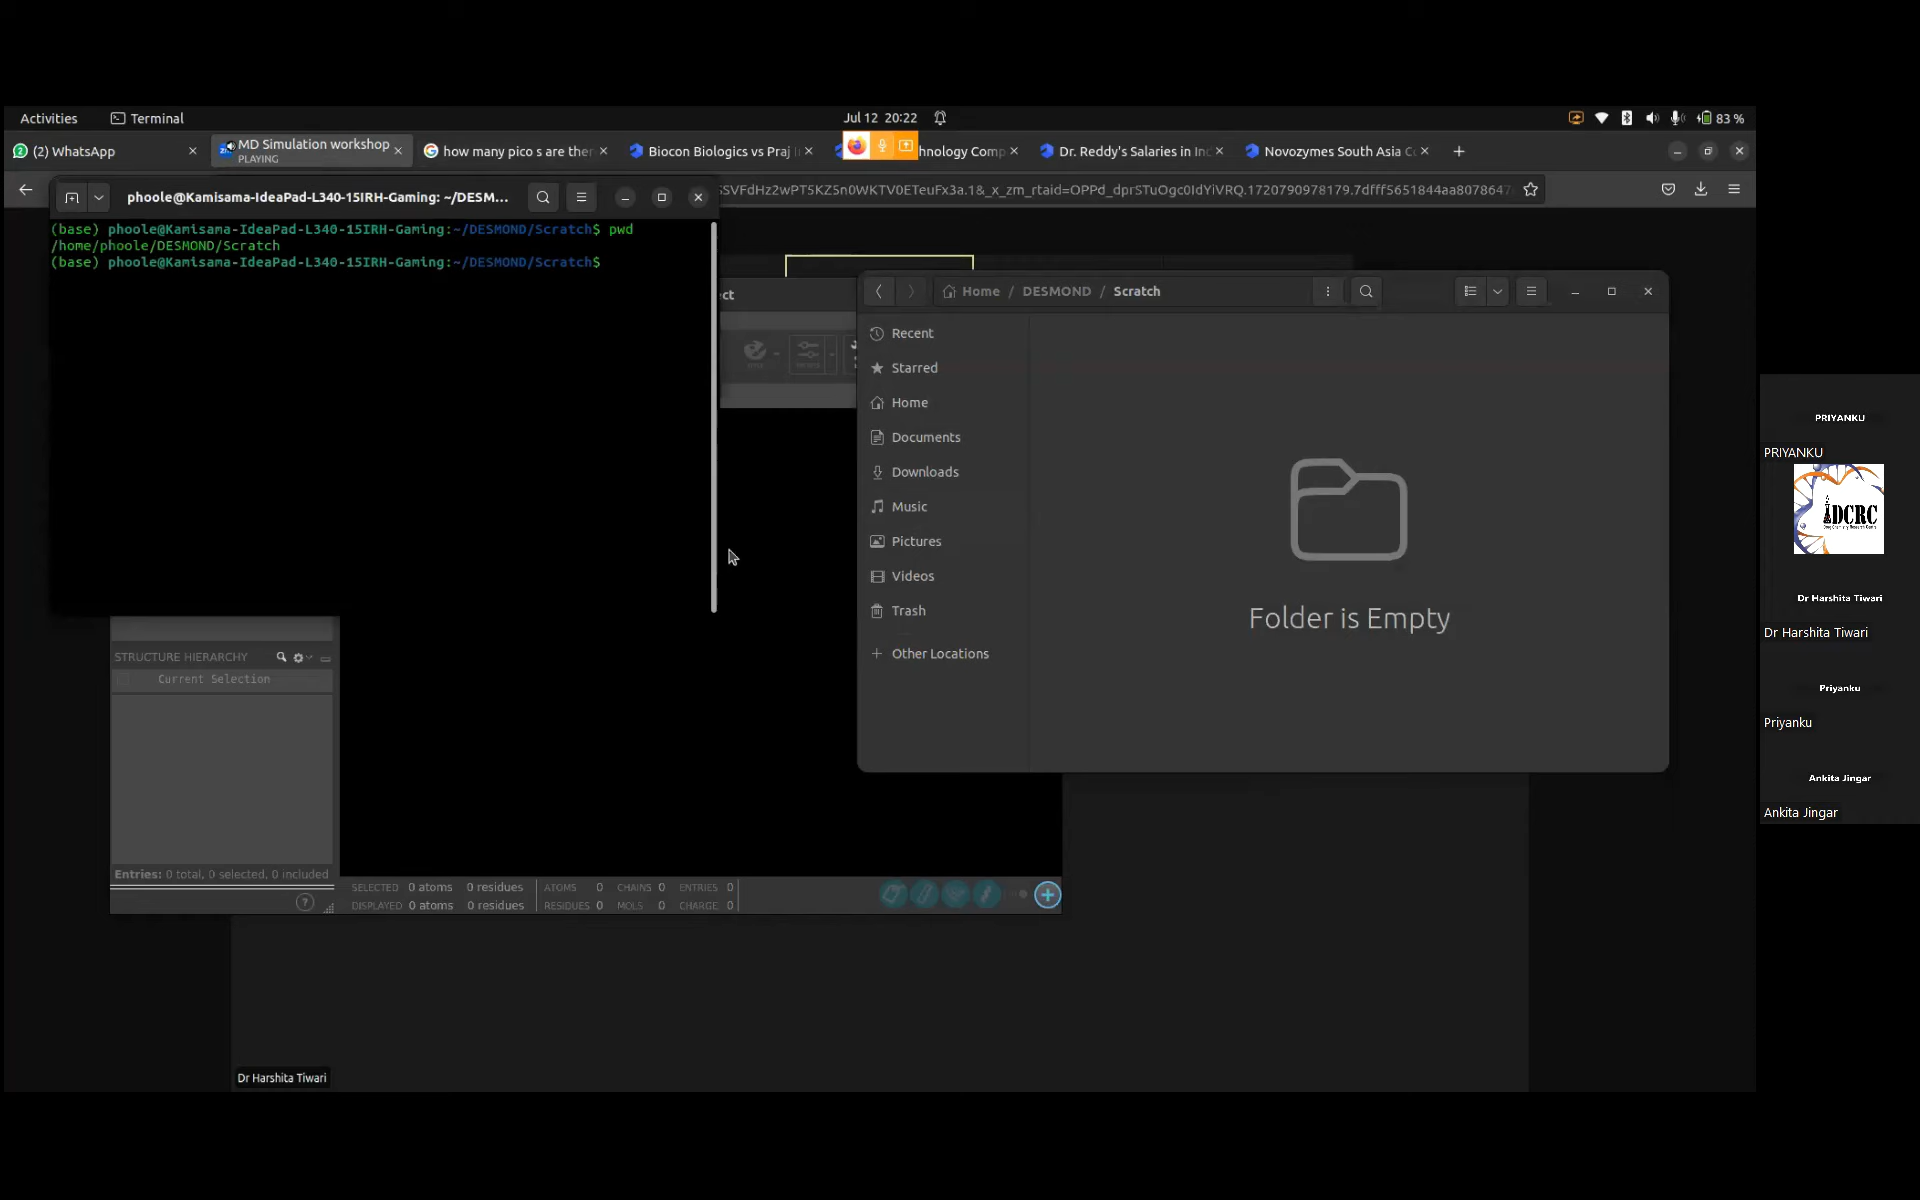 Activities
Terminal
Jul 12 20:22
83 %
(2) WhatsApp
MD Simulation workshop
PLAYING
how many pico s are ther
Biocon Biologics vs Praj I
hnology Comp
Dr. Reddy's Salaries in Ind
Novozymes South Asia Co
phoole@Kamisama-IdeaPad-L340-15IRH-Gaming: ~/DESM...
(base) phoole@Kamisama-IdeaPad-L340-15IRH-Gaming:~/DESMOND/Scratch$ pwd
/home/phoole/DESMOND/Scratch
(base) phoole@Kamisama-IdeaPad-L340-15IRH-Gaming:~/DESMOND/Scratch$
ct
Home / DESMOND / Scratch
Recent
Starred
Home
Documents
Downloads
Music
Pictures
Videos
Trash
Other Locations
Folder is Empty
STRUCTURE HIERARCHY
Current Selection
Entries: 0 total, 0 selected, 0 included
SELECTED 0 atoms 0 residues
DISPLAYED 0 atoms 0 residues
ATOMS 0 CHAINS 0 ENTRIES 0
RESIDUES 0 MOLS 0 CHARGE 0
Dr Harshita Tiwari
PRIYANKU
PRIYANKU
DCRC
Dr Harshita Tiwari
Dr Harshita Tiwari
Priyanku
Priyanku
Ankita Jingar
Ankita Jingar